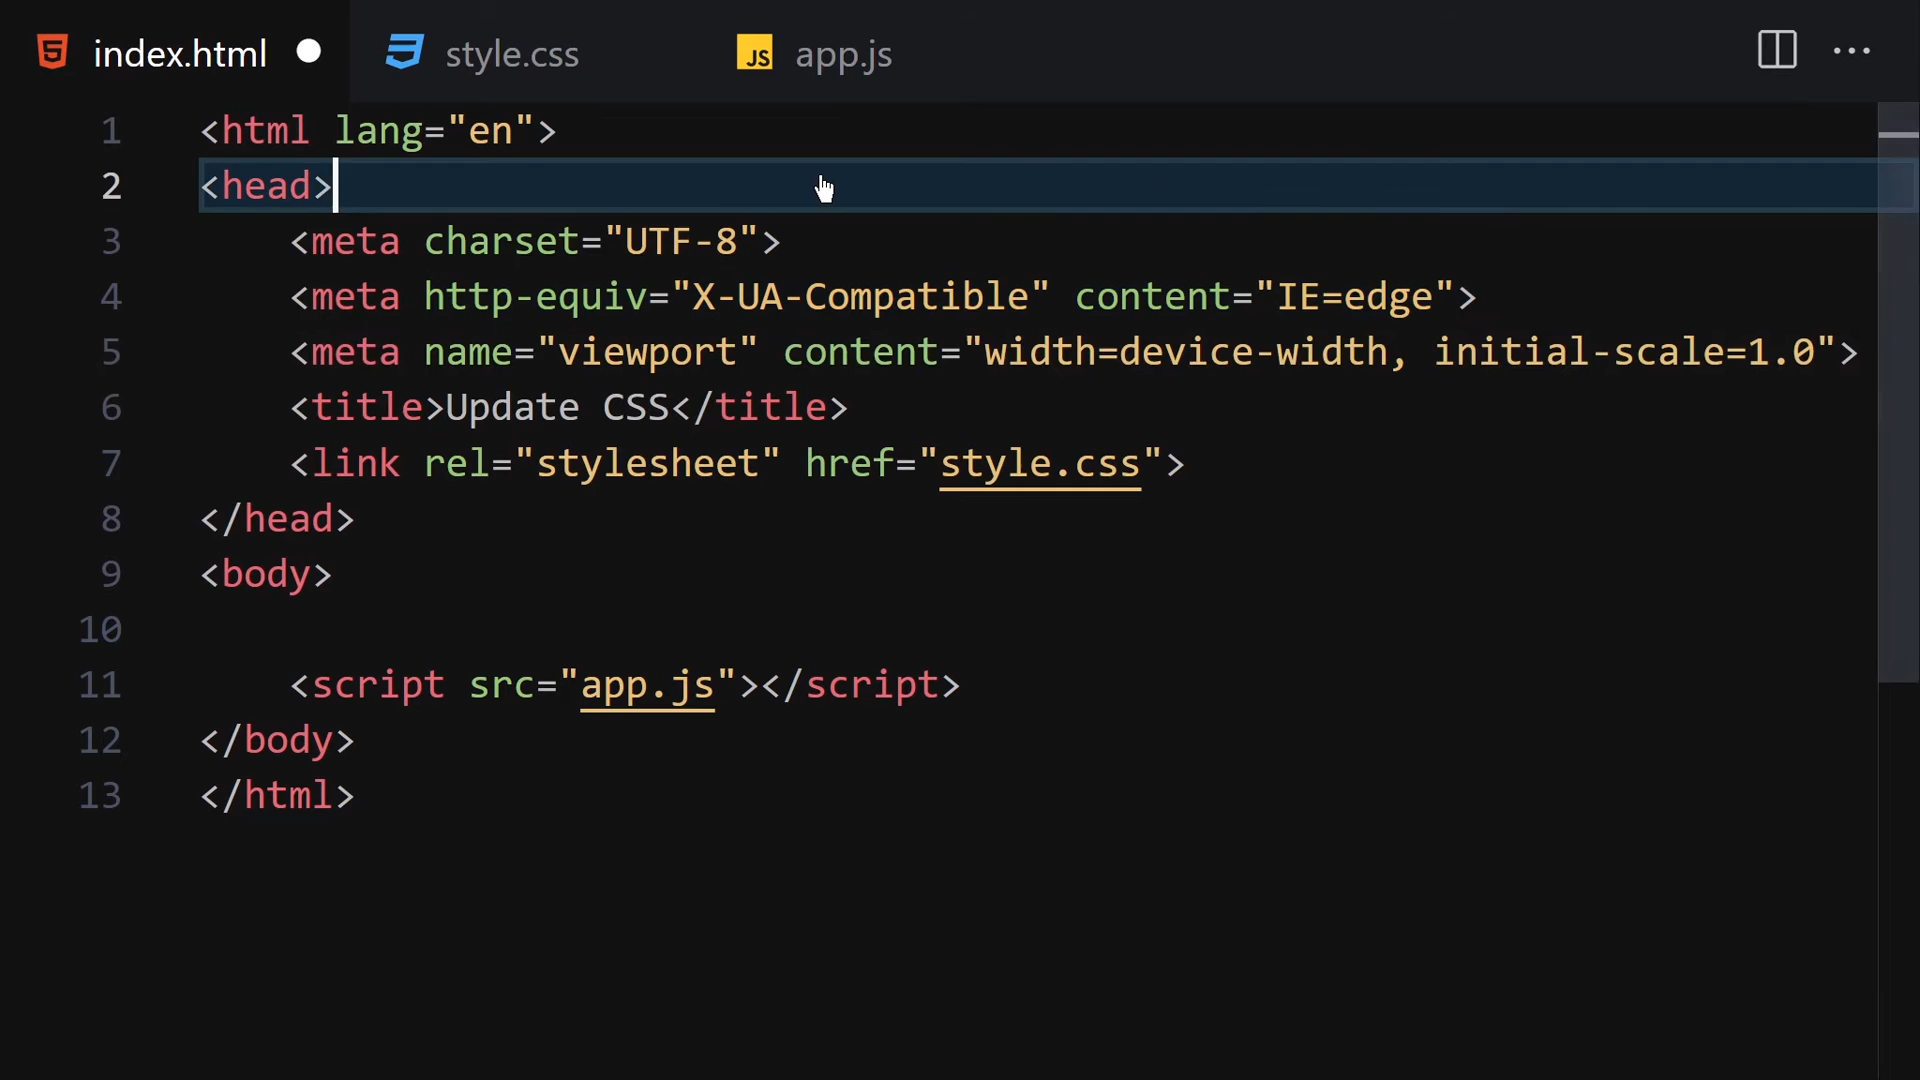 index.html style.css JS app.js
1 <html lang="en">
2 <head>
3 <meta charset="UTF-8">
4 <meta http-equiv="X-UA-Compatible" content="IE=edge">
5 <meta name="viewport" content="width=device-width, initial-scale=1.0">
6 <title>Update CSS</title>
7 <link rel="stylesheet" href="style.css">
8 </head>
9 <body>
10
11 <script src="app.js"></script>
12 </body>
13 </html>